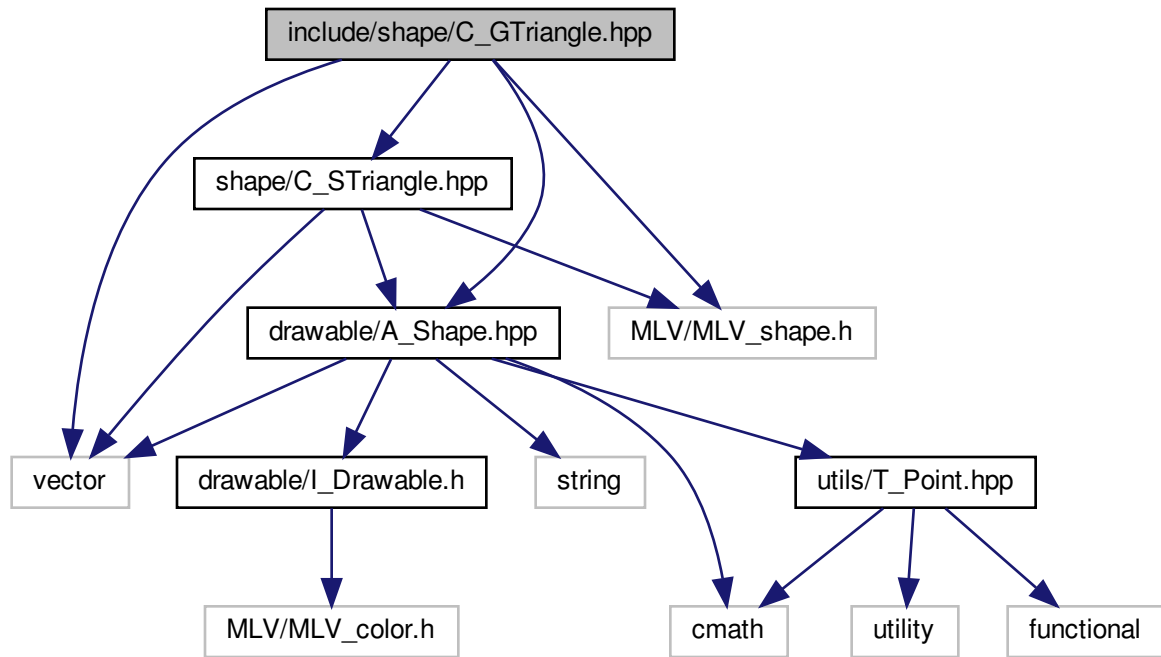 include/shape/C_GTriangle.hpp
shape/C_STriangle.hpp
drawable/A_Shape.hpp
MLV/MLV_shape.h
vector
drawable/I_Drawable.h
string
utils/T_Point.hpp
MLV/MLV_color.h
cmath
utility
functional